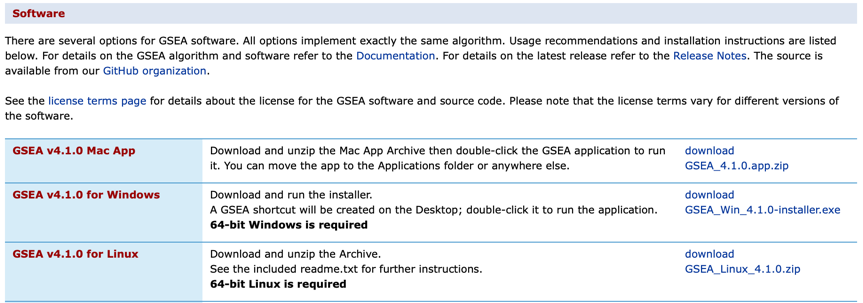 Software
There are several options for GSEA software. All options implement exactly the same algorithm. Usage recommendations and installation instructions are listed
below. For details on the GSEA algorithm and software refer to the Documentation. For details on the latest release refer to the Release Notes. The source is
available from our GitHub organization.
See the license terms page for details about the license for the GSEA software and source code. Please note that the license terms vary for different versions of
the software.
GSEA v4.1.0 Mac App
Download and unzip the Mac App Archive then double-click the GSEA application to run
it. You can move the app to the Applications folder or anywhere else.
download
GSEA_4.1.0.app.zip
GSEA v4.1.0 for Windows
Download and run the installer.
A GSEA shortcut will be created on the Desktop; double-click it to run the application.
64-bit Windows is required
download
GSEA_Win_4.1.0-installer.exe
GSEA v4.1.0 for Linux
Download and unzip the Archive.
See the included readme.txt for further instructions.
64-bit Linux is required
download
GSEA_Linux_4.1.0.zip